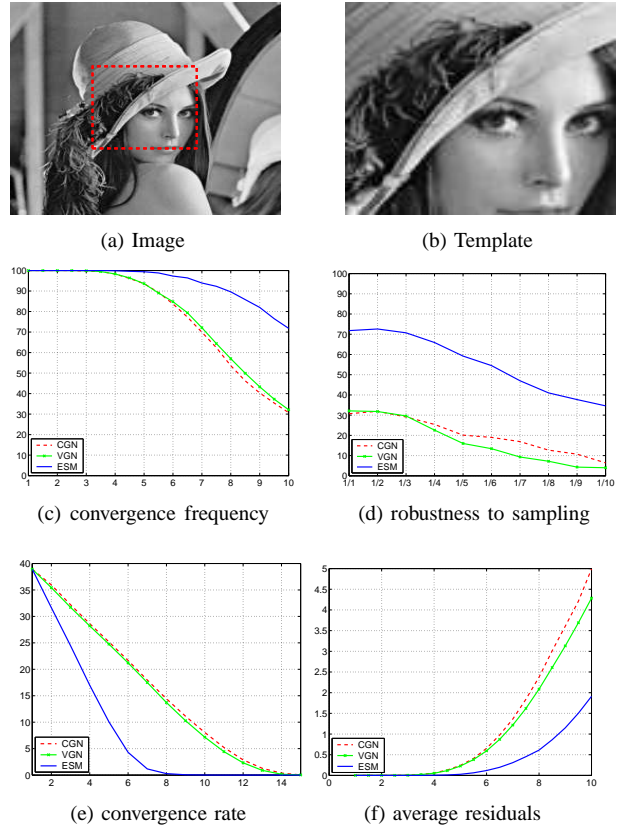 (a) Image
(b) Template
100
90
80
70
60
50
40
30
20
10
0
1 2 3 4 5 6 7 8 9 10
CGN
VGN
ESM
(c) convergence frequency
100
90
80
70
60
50
40
30
20
10
0
1/1 1/2 1/3 1/4 1/5 1/6 1/7 1/8 1/9 1/10
CGN
VGN
ESM
(d) robustness to sampling
40
35
30
25
20
15
10
5
0
2 4 6 8 10 12 14
CGN
VGN
ESM
(e) convergence rate
5
4.5
4
3.5
3
2.5
2
1.5
1
0.5
0
0 2 4 6 8 10
CGN
VGN
ESM
(f) average residuals